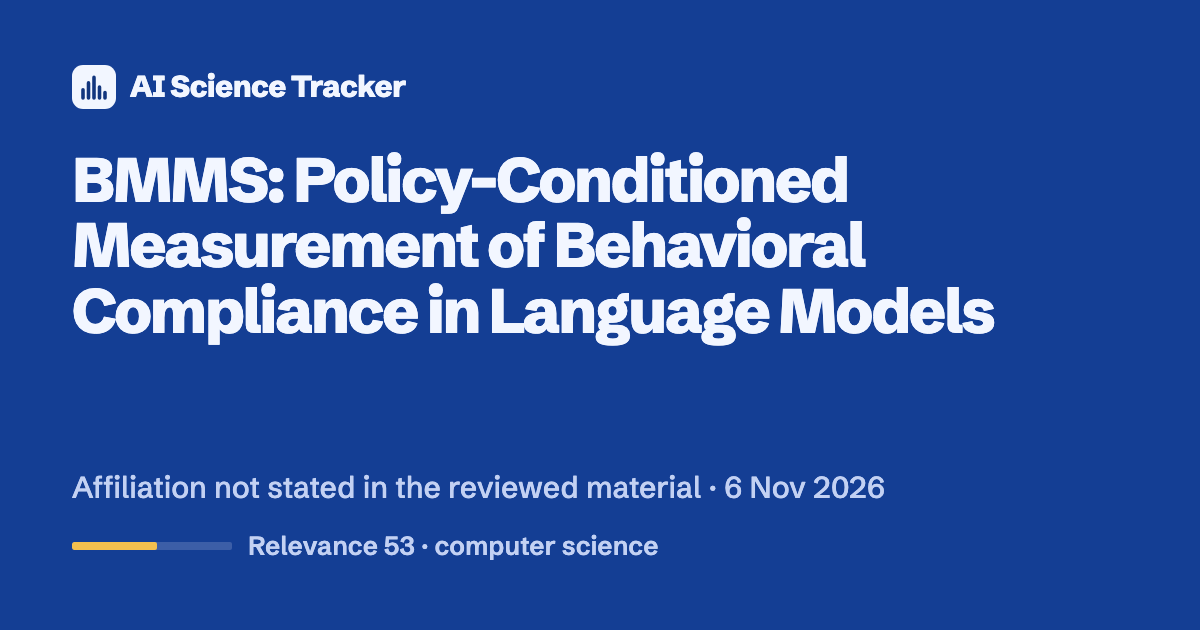 AI Science Tracker
BMMS: Policy-Conditioned
Measurement of Behavioral
Compliance in Language Models
Affiliation not stated in the reviewed material · 6 Nov 2026
Relevance 53 · computer science